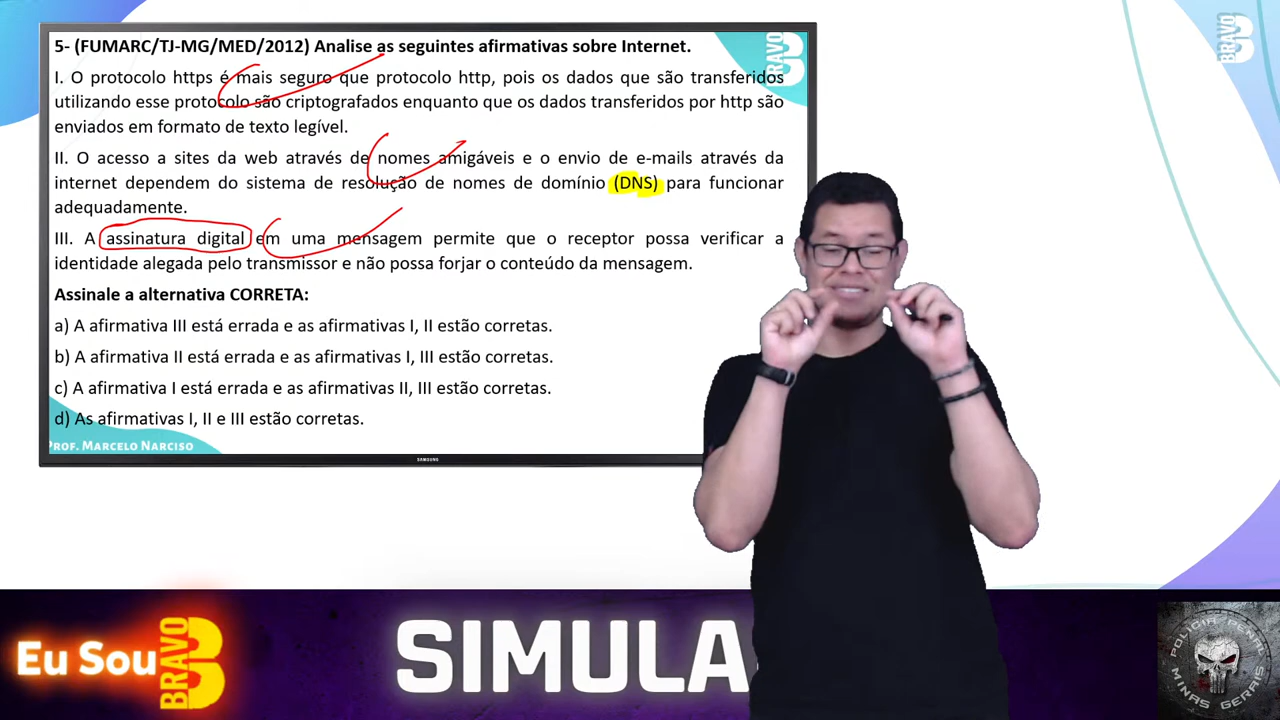 5- (FUMARC/TJ-MG/MED/2012) Analise as seguintes afirmativas sobre Internet.
I. O protocolo https é mais seguro que protocolo http, pois os dados que são transferidos
utilizando esse protocolo são criptografados enquanto que os dados transferidos por http são
enviados em formato de texto legível.
II. O acesso a sites da web através de nomes amigáveis e o envio de e-mails através da
internet dependem do sistema de resolução de nomes de domínio (DNS) para funcionar
adequadamente.
III. A assinatura digital em uma mensagem permite que o receptor possa verificar a
identidade alegada pelo transmissor e não possa forjar o conteúdo da mensagem.
Assinale a alternativa CORRETA:
a) A afirmativa III está errada e as afirmativas I, II estão corretas.
b) A afirmativa II está errada e as afirmativas I, III estão corretas.
c) A afirmativa I está errada e as afirmativas II, III estão corretas.
d) As afirmativas I, II e III estão corretas.
PROF. MARCELO NARCISO
SAMSUNG
BRAVO
BRAVO
Eu Sou
BRAVO
SIMULA
POLÍCIA PEN
MINAS GERAIS